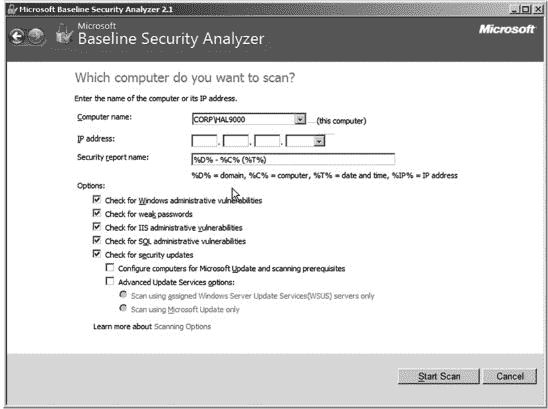 Microsoft Baseline Security Analyzer 2.1
Microsoft
Baseline Security Analyzer
Microsoft
Which computer do you want to scan?
Enter the name of the computer or its IP address.
Computer name: CORP\HAL9000 (this computer)
IP address: . . .
Security report name: %D% - %C% (%T%)
%D% = domain, %C% = computer, %T% = date and time, %IP% = IP address
Options:
Check for Windows administrative vulnerabilities
Check for weak passwords
Check for IIS administrative vulnerabilities
Check for SQL administrative vulnerabilities
Check for security updates
Configure computers for Microsoft Update and scanning prerequisites
Advanced Update Services options:
Scan using assigned Windows Server Update Services(WSUS) servers only
Scan using Microsoft Update only
Learn more about Scanning Options
Start Scan
Cancel